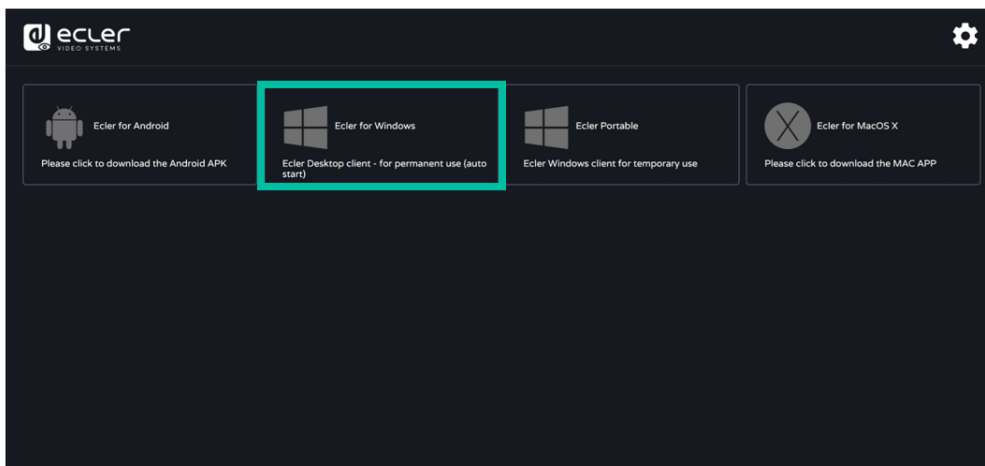 ecler
VIDEO SYSTEMS
Ecler for Android
Please click to download the Android APK
Ecler for Windows
Ecler Desktop client - for permanent use (auto
start)
Ecler Portable
Ecler Windows client for temporary use
X
Ecler for MacOS X
Please click to download the MAC APP